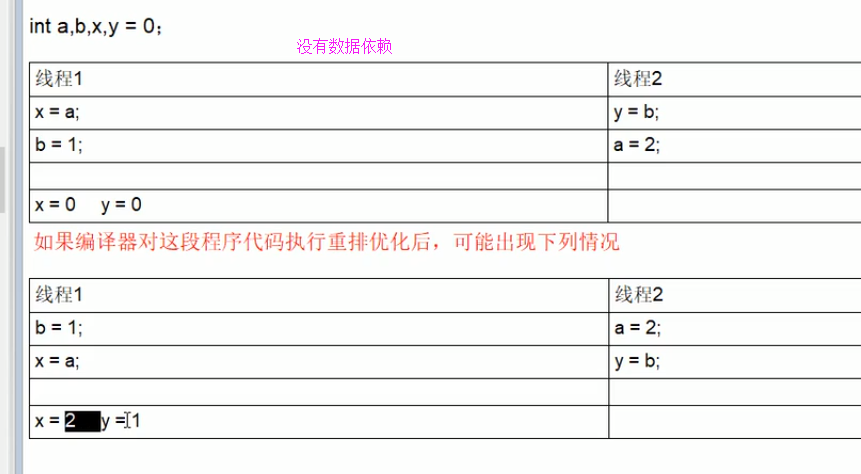 int a,b,x,y = 0；
没有数据依赖
线程1 线程2
x = a; y = b;
b = 1; a = 2;
x = 0 y = 0
如果编译器对这段程序代码执行重排优化后，可能出现下列情况
线程1 线程2
b = 1; a = 2;
x = a; y = b;
x = 2 y = 1